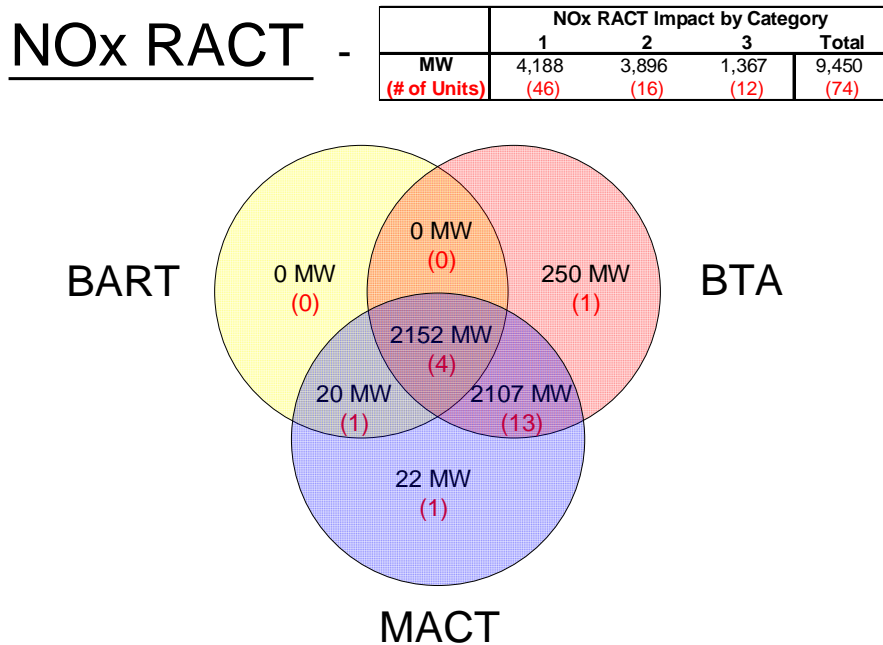 NOx RACT -
NOx RACT Impact by Category
1 2 3 Total
MW 4,188 3,896 1,367 9,450
(# of Units) (46) (16) (12) (74)
0 MW
(0)
BART
0 MW
(0)
250 MW
(1)
BTA
2152 MW
(4)
20 MW
(1)
2107 MW
(13)
22 MW
(1)
MACT